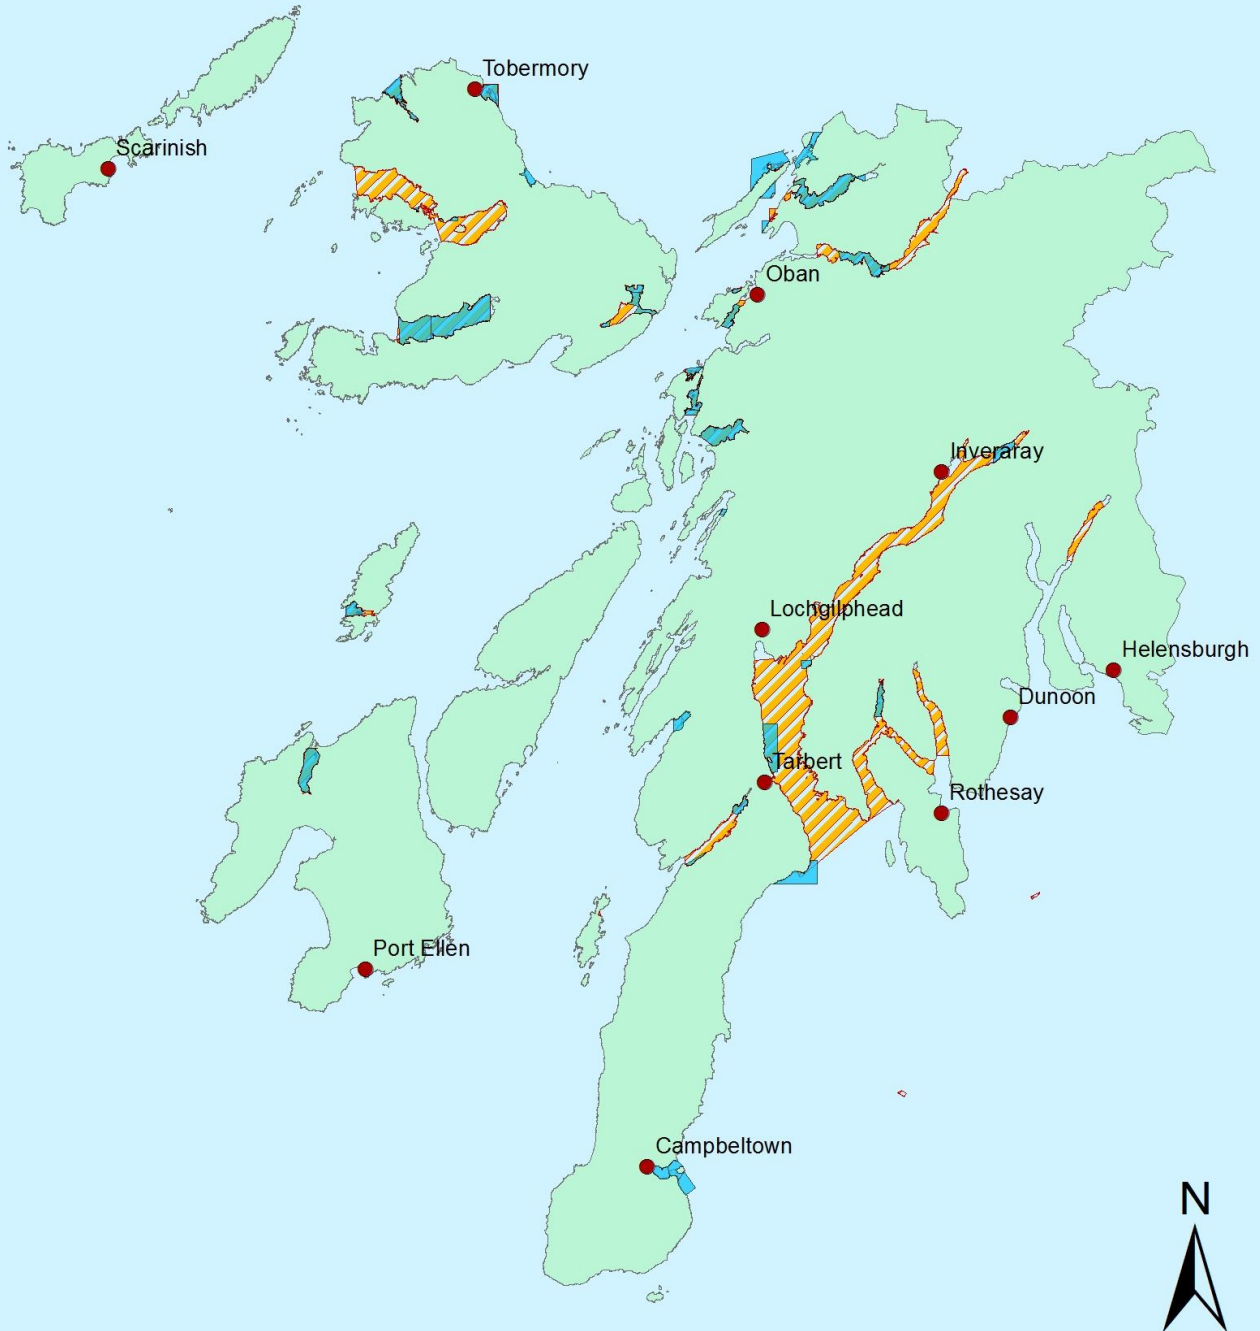 Tobermory
Scarinish
Oban
Inveraray
Lochgilphead
Helensburgh
Dunoon
Tarbert
Rothesay
Port Ellen
Campbeltown
N